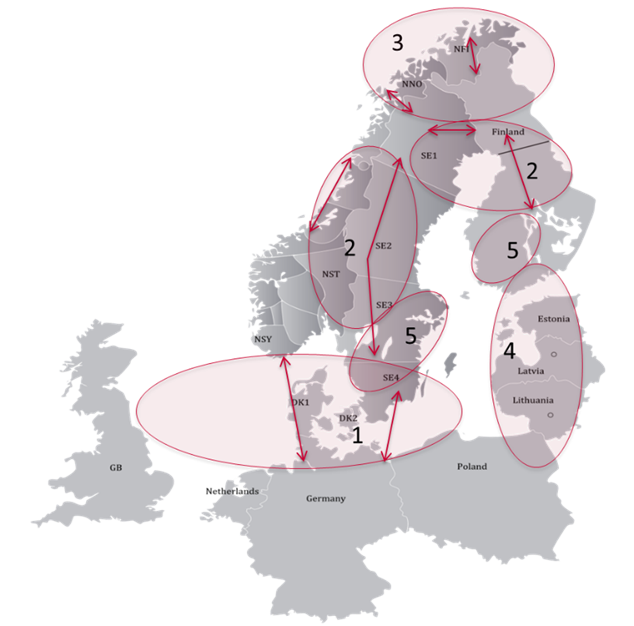 3
NFI
NNO
Finland
SE1
2
2
SE2
5
NST
SE3
Estonia
NSY
5
4
Latvia
SE4
Lithuania
DK1
DK2
1
GB
Poland
Netherlands
Germany